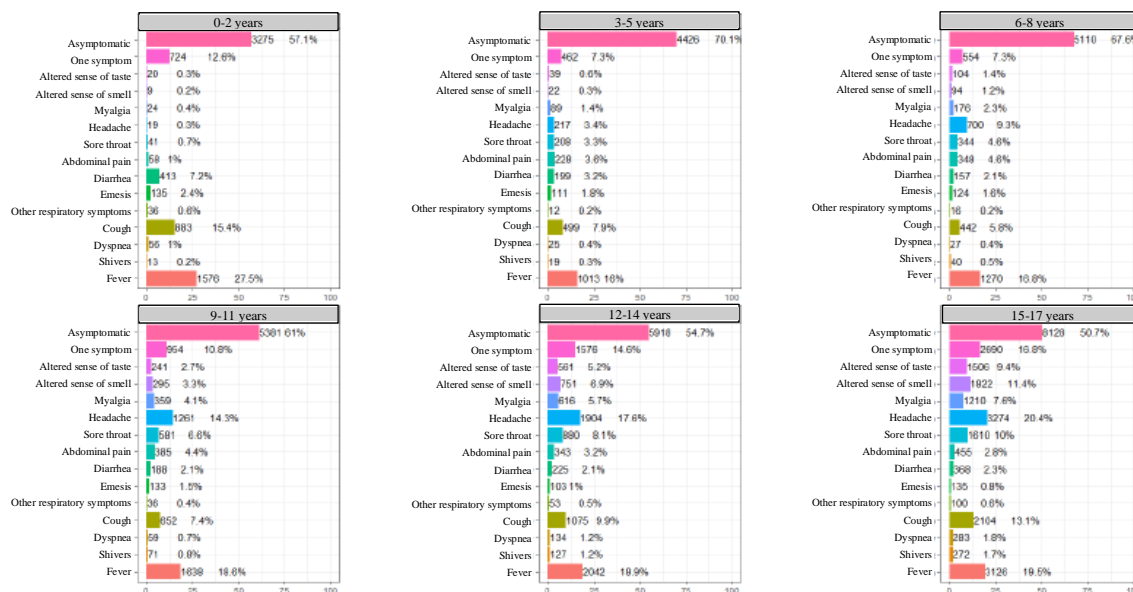 0-2 years
Asymptomatic 3275 57.1%
One symptom 724 12.6%
Altered sense of taste 20 0.3%
Altered sense of smell 9 0.2%
Myalgia 24 0.4%
Headache 19 0.3%
Sore throat 41 0.7%
Abdominal pain 58 1%
Diarrhea 413 7.2%
Emesis 135 2.4%
Other respiratory symptoms 36 0.6%
Cough 883 15.4%
Dyspnea 56 1%
Shivers 13 0.2%
Fever 1576 27.5%
0 25 50 75 100
3-5 years
Asymptomatic 4426 70.1%
One symptom 462 7.3%
Altered sense of taste 39 0.6%
Altered sense of smell 22 0.3%
Myalgia 89 1.4%
Headache 217 3.4%
Sore throat 208 3.3%
Abdominal pain 228 3.6%
Diarrhea 199 3.2%
Emesis 111 1.8%
Other respiratory symptoms 12 0.2%
Cough 499 7.9%
Dyspnea 25 0.4%
Shivers 19 0.3%
Fever 1013 16%
0 25 50 75 100
6-8 years
Asymptomatic 5110 67.6%
One symptom 554 7.3%
Altered sense of taste 104 1.4%
Altered sense of smell 94 1.2%
Myalgia 176 2.3%
Headache 700 9.3%
Sore throat 344 4.6%
Abdominal pain 348 4.6%
Diarrhea 157 2.1%
Emesis 124 1.6%
Other respiratory symptoms 16 0.2%
Cough 442 5.8%
Dyspnea 27 0.4%
Shivers 40 0.5%
Fever 1270 16.8%
0 25 50 75 100
9-11 years
Asymptomatic 5381 61%
One symptom 954 10.8%
Altered sense of taste 241 2.7%
Altered sense of smell 295 3.3%
Myalgia 359 4.1%
Headache 1261 14.3%
Sore throat 581 6.6%
Abdominal pain 385 4.4%
Diarrhea 188 2.1%
Emesis 133 1.5%
Other respiratory symptoms 36 0.4%
Cough 652 7.4%
Dyspnea 59 0.7%
Shivers 71 0.8%
Fever 1638 18.6%
0 25 50 75 100
12-14 years
Asymptomatic 5918 54.7%
One symptom 1576 14.6%
Altered sense of taste 561 5.2%
Altered sense of smell 751 6.9%
Myalgia 616 5.7%
Headache 1904 17.6%
Sore throat 880 8.1%
Abdominal pain 343 3.2%
Diarrhea 225 2.1%
Emesis 103 1%
Other respiratory symptoms 53 0.5%
Cough 1075 9.9%
Dyspnea 134 1.2%
Shivers 127 1.2%
Fever 2042 18.9%
0 25 50 75 100
15-17 years
Asymptomatic 8128 50.7%
One symptom 2690 16.8%
Altered sense of taste 1506 9.4%
Altered sense of smell 1822 11.4%
Myalgia 1210 7.6%
Headache 3274 20.4%
Sore throat 1610 10%
Abdominal pain 455 2.8%
Diarrhea 368 2.3%
Emesis 135 0.8%
Other respiratory symptoms 100 0.6%
Cough 2104 13.1%
Dyspnea 283 1.8%
Shivers 272 1.7%
Fever 3126 19.5%
0 25 50 75 100